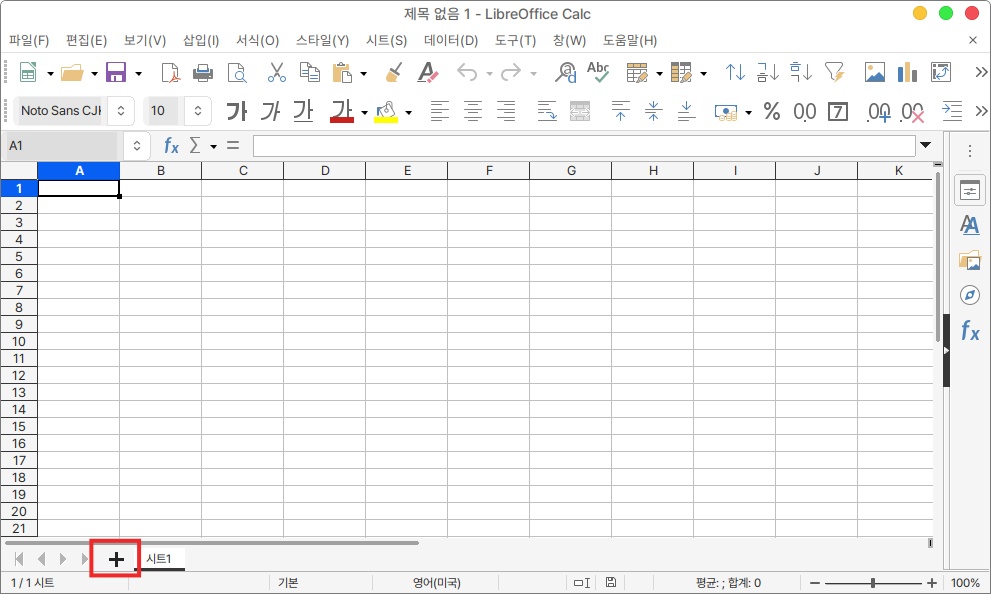 제목 없음 1 - LibreOffice Calc
파일(F) 편집(E) 보기(V) 삽입(I) 서식(O) 스타일(Y) 시트(S) 데이터(D) 도구(T) 창(W) 도움말(H)
Abc
Noto Sans CJK 10 가 가 가 가 % 0.0 7 .00 .00
A1 fx Σ =
A B C D E F G H I J K
1
2
3
4
5
6
7
8
9
10
11
12
13
14
15
16
17
18
19
20
21
시트1
1 / 1 시트 기본 영어(미국) 평균: ; 합계: 0 100%